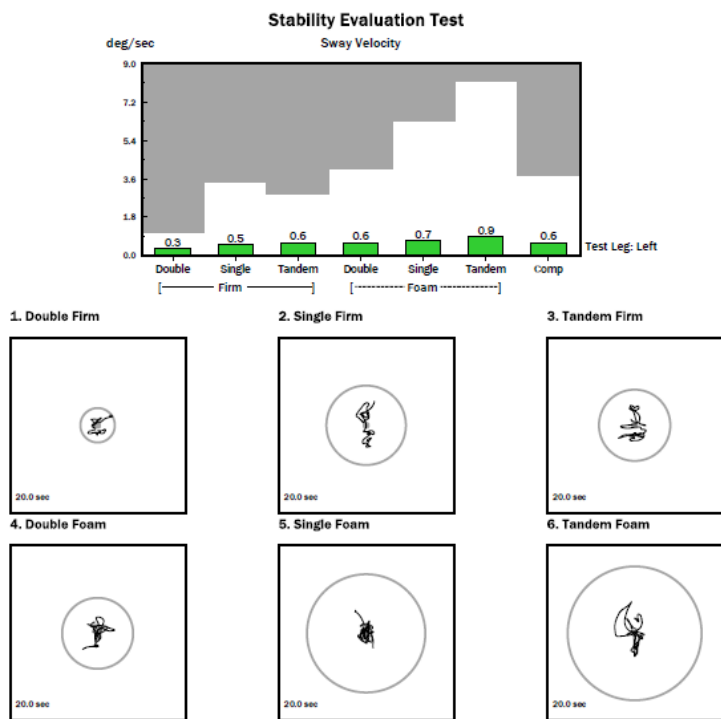 Stability Evaluation Test
deg/sec Sway Velocity
9.0
7.2
5.4
3.6
1.8
0.0
0.3 0.5 0.6 0.6 0.7 0.9 0.6
Test Leg: Left
Double Single Tandem Double Single Tandem Comp
[ Firm ] [ Foam ]
1. Double Firm 2. Single Firm 3. Tandem Firm
20.0 sec 20.0 sec 20.0 sec
4. Double Foam 5. Single Foam 6. Tandem Foam
20.0 sec 20.0 sec 20.0 sec